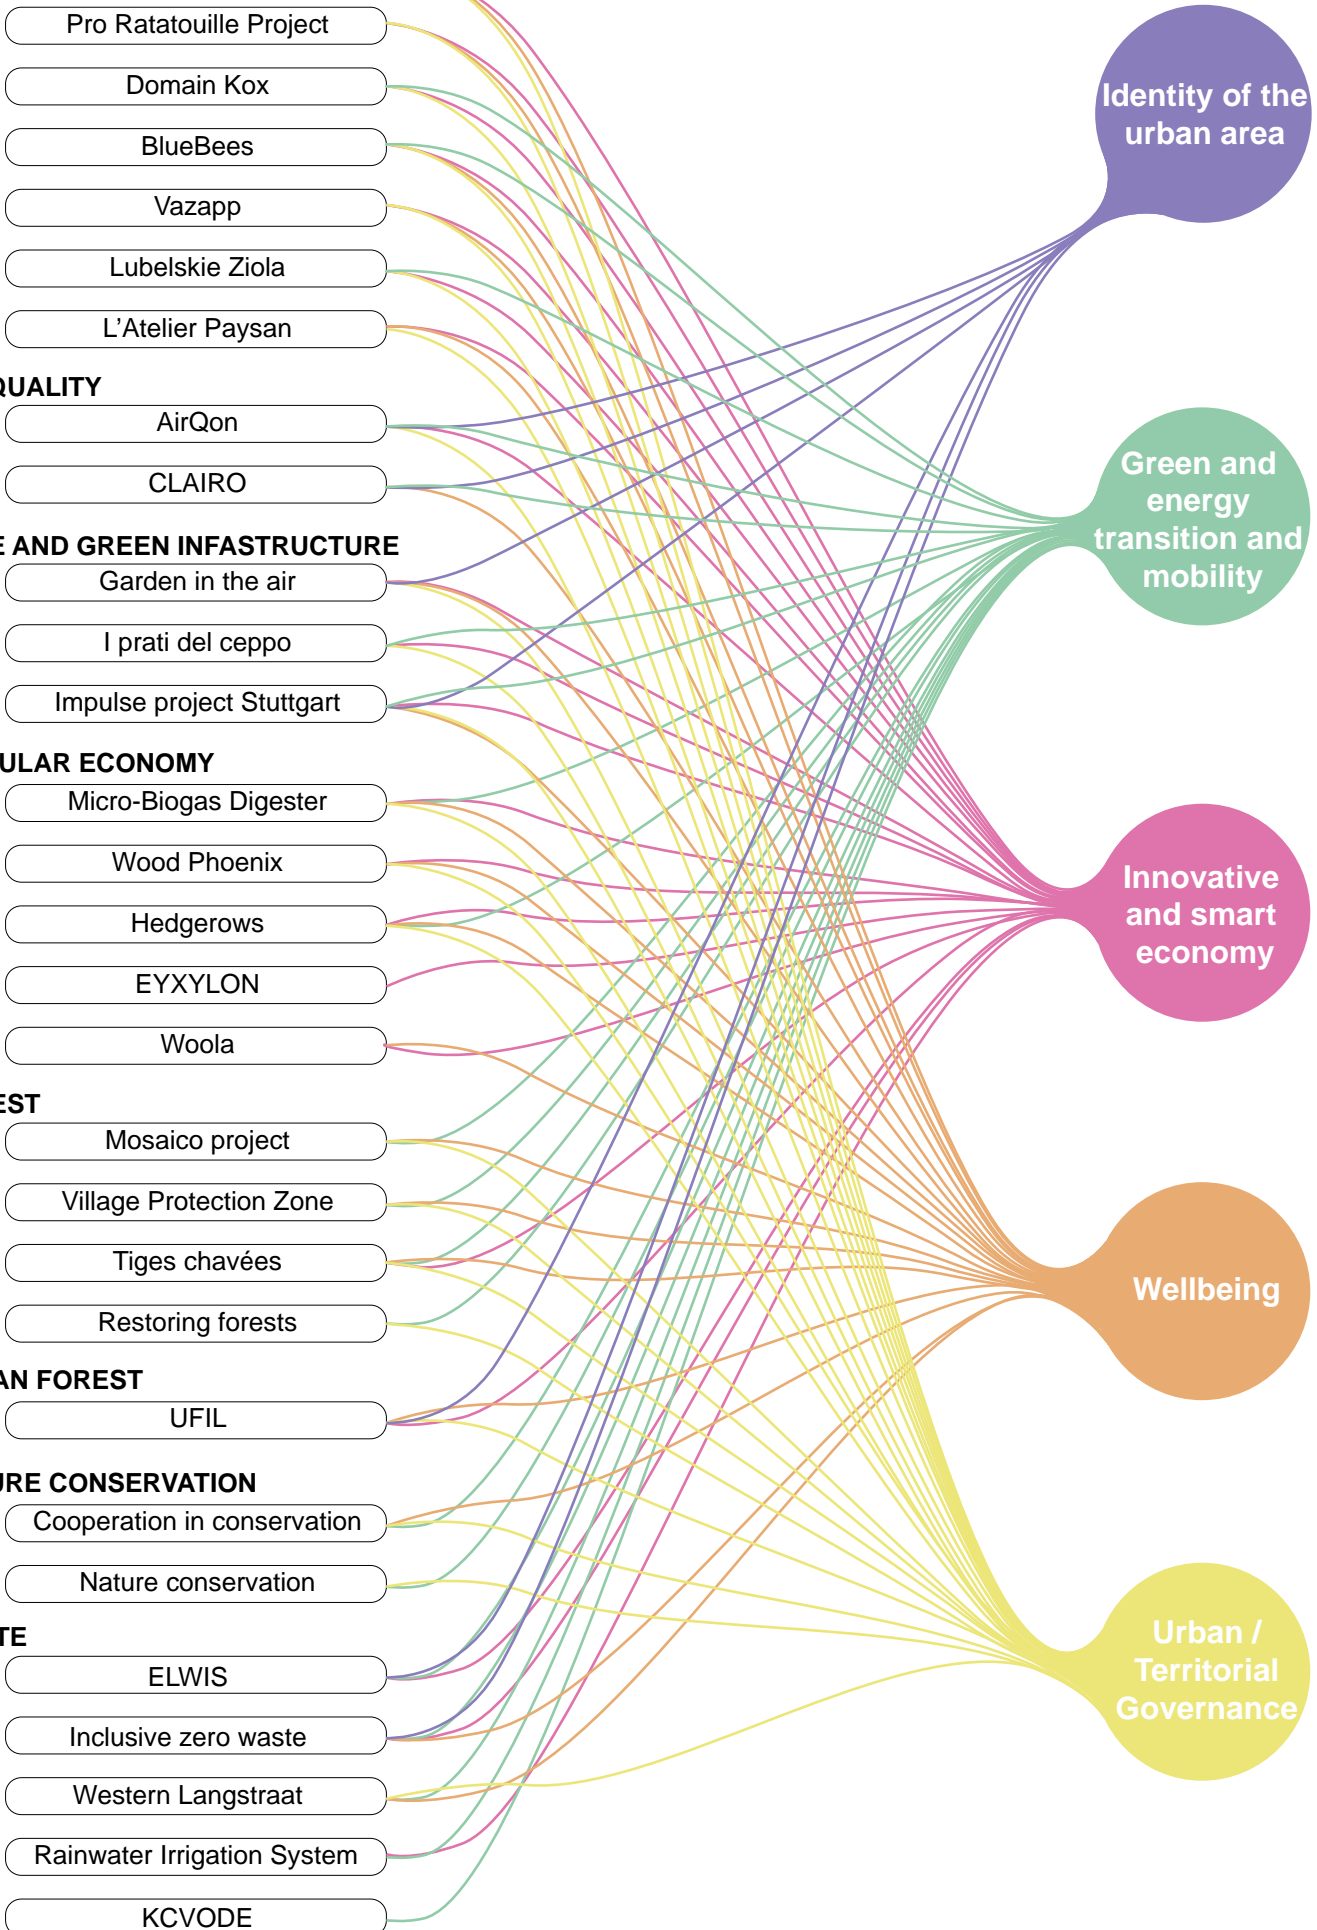 Pro Ratatouille Project
Domain Kox
BlueBees
Vazapp
Lubelskie Ziola
L'Atelier Paysan
QUALITY
AirQon
CLAIRO
E AND GREEN INFASTRUCTURE
Garden in the air
I prati del ceppo
Impulse project Stuttgart
ULAR ECONOMY
Micro-Biogas Digester
Wood Phoenix
Hedgerows
EYXYLON
Woola
EST
Mosaico project
Village Protection Zone
Tiges chavées
Restoring forests
AN FOREST
UFIL
URE CONSERVATION
Cooperation in conservation
Nature conservation
TE
ELWIS
Inclusive zero waste
Western Langstraat
Rainwater Irrigation System
KCVODE
Identity of the
urban area
Green and
energy
transition and
mobility
Innovative
and smart
economy
Wellbeing
Urban /
Territorial
Governance